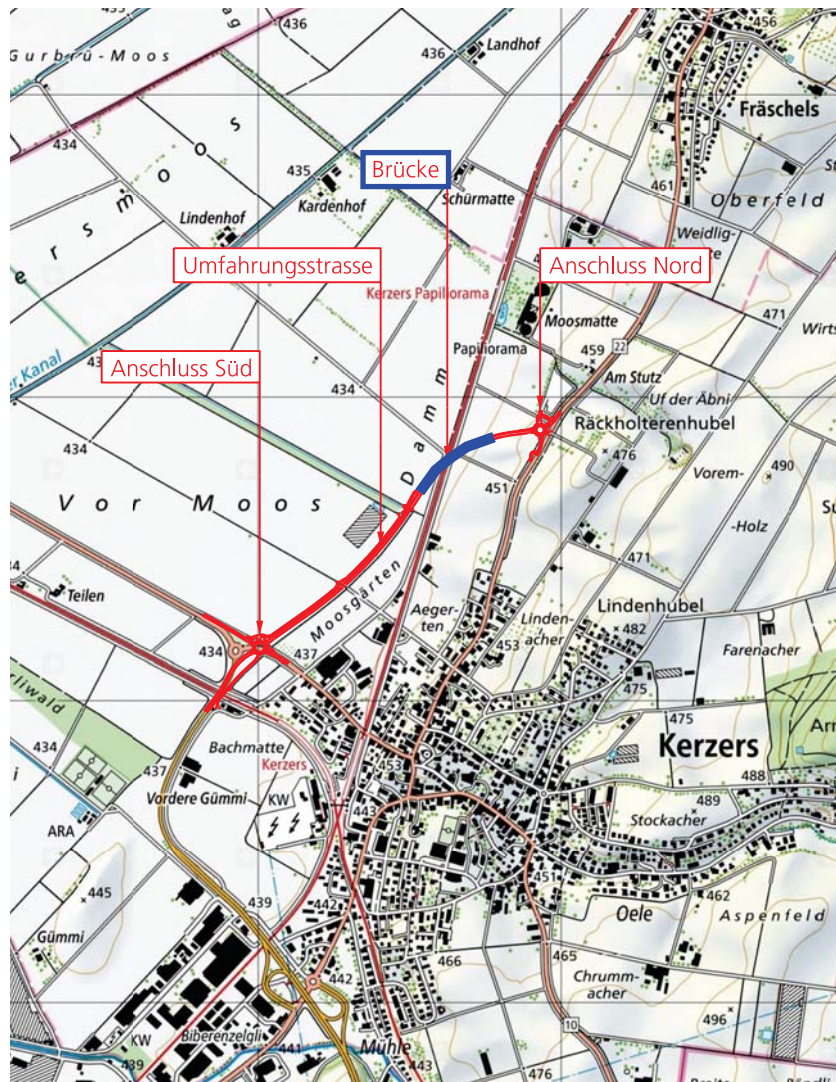 436
436
456
Gurbrü-Moos
Landhof
Fräschels
434
435
Brücke
Kardenhof
Schürmatte
461
Oberfeld
Lindenhof
Weidlig-
Umfahrungsstrasse
Anschluss Nord
Kerzers Papiliorama
471
Moosmatte
Wirts
Papiliorama
459
22
Am Stutz
Anschluss Süd
434
Uf der Äbni
er Kanal
Räckholterenhubel
Damm
434
476
490
451
Vorem-
-Holz
Vor Moos
471
Teilen
Moosgärten
Aeger-
ten
Linden-
acher
Lindenhubel
482
434
437
453
Farenacher
475
475
434
Bachmatte
Kerzers
Kerzers
437
453
488
Vordere Gümmi
KW
443
489
Stockacher
ARA
445
451
462
439
442
Oele
Aspenfeld
Gümmi
465
466
Chrumm-
acher
442
496
10
KW
Biberenzelgli
439
441
Mühle
443
476